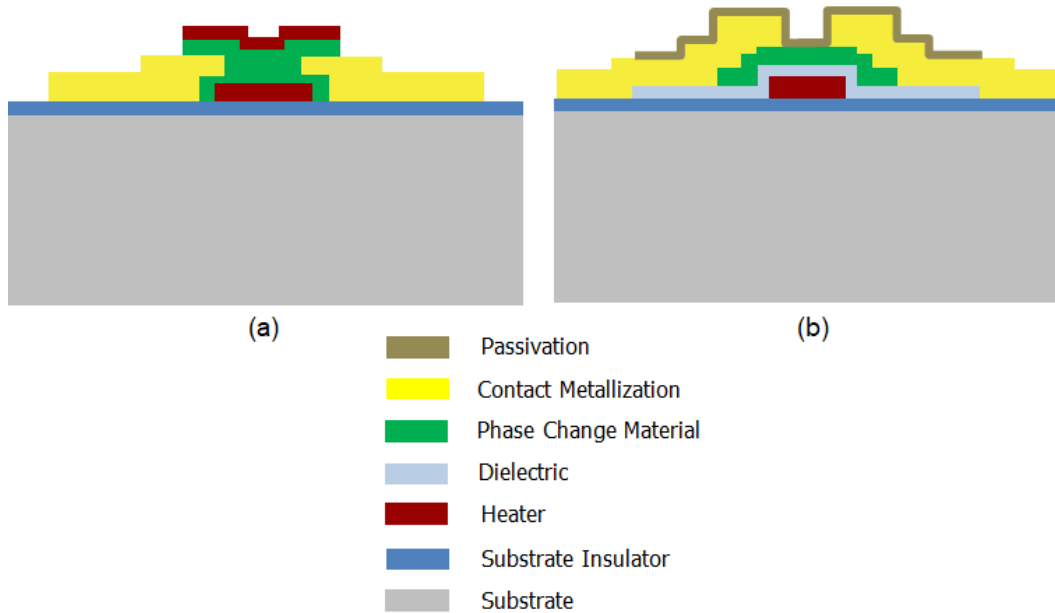 (a)
(b)
Passivation
Contact Metallization
Phase Change Material
Dielectric
Heater
Substrate Insulator
Substrate